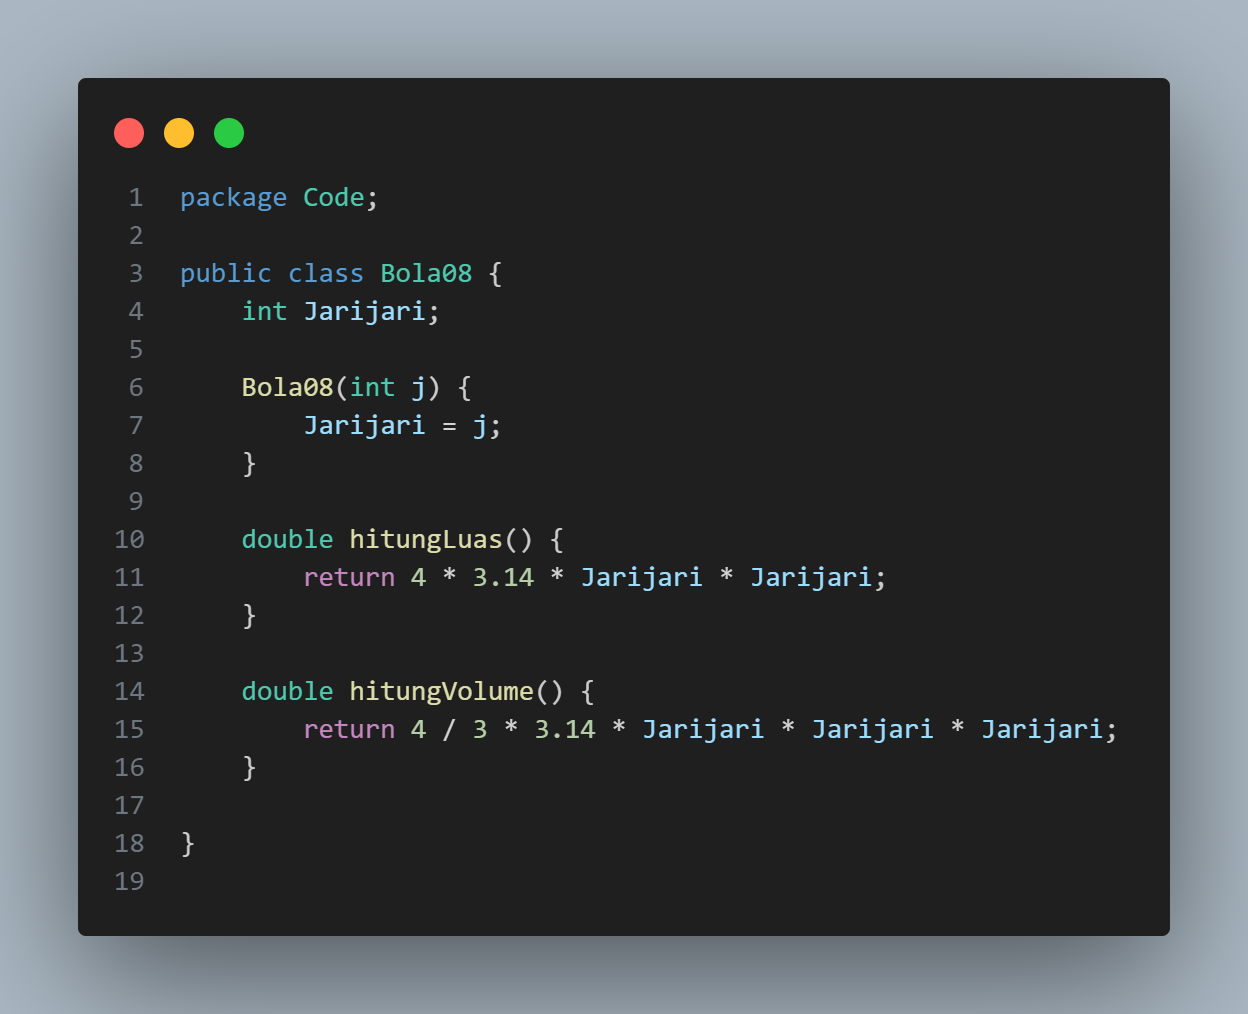 1 package Code;
2
3 public class Bola08 {
4     int Jarijari;
5
6     Bola08(int j) {
7         Jarijari = j;
8     }
9
10     double hitungLuas() {
11         return 4 * 3.14 * Jarijari * Jarijari;
12     }
13
14     double hitungVolume() {
15         return 4 / 3 * 3.14 * Jarijari * Jarijari * Jarijari;
16     }
17
18 }
19